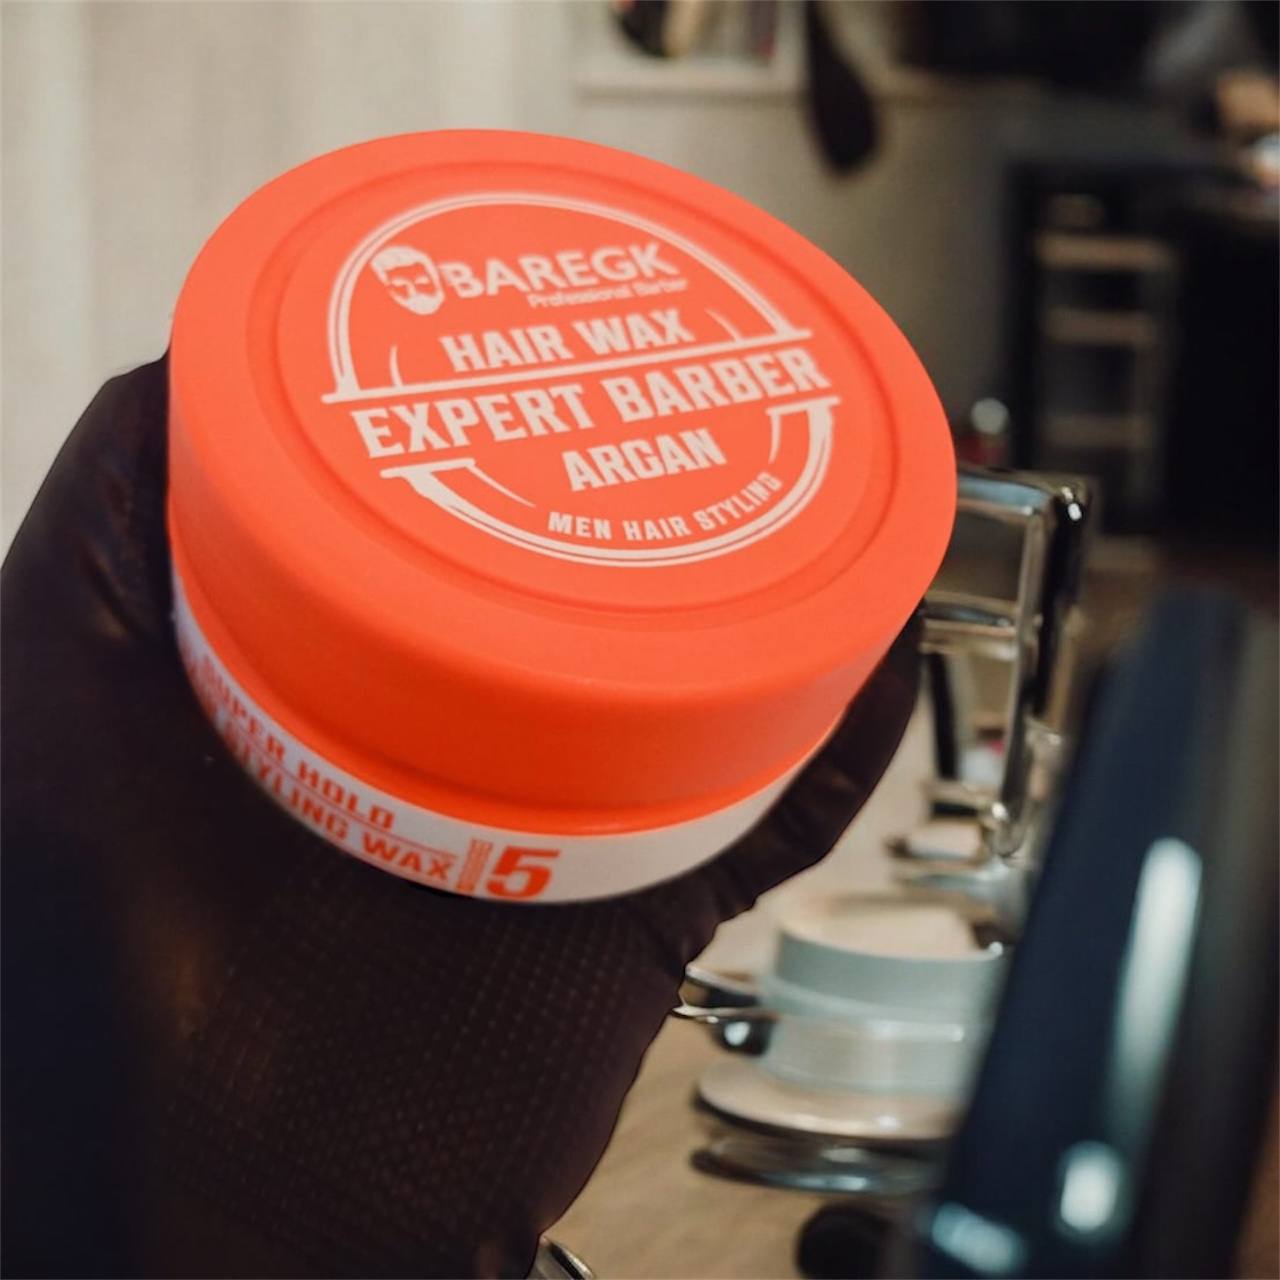 BAREGK
Professional Barber
HAIR WAX
EXPERT BARBER
ARGAN
MEN HAIR STYLING
SUPER HOLD
STYLING WAX
5